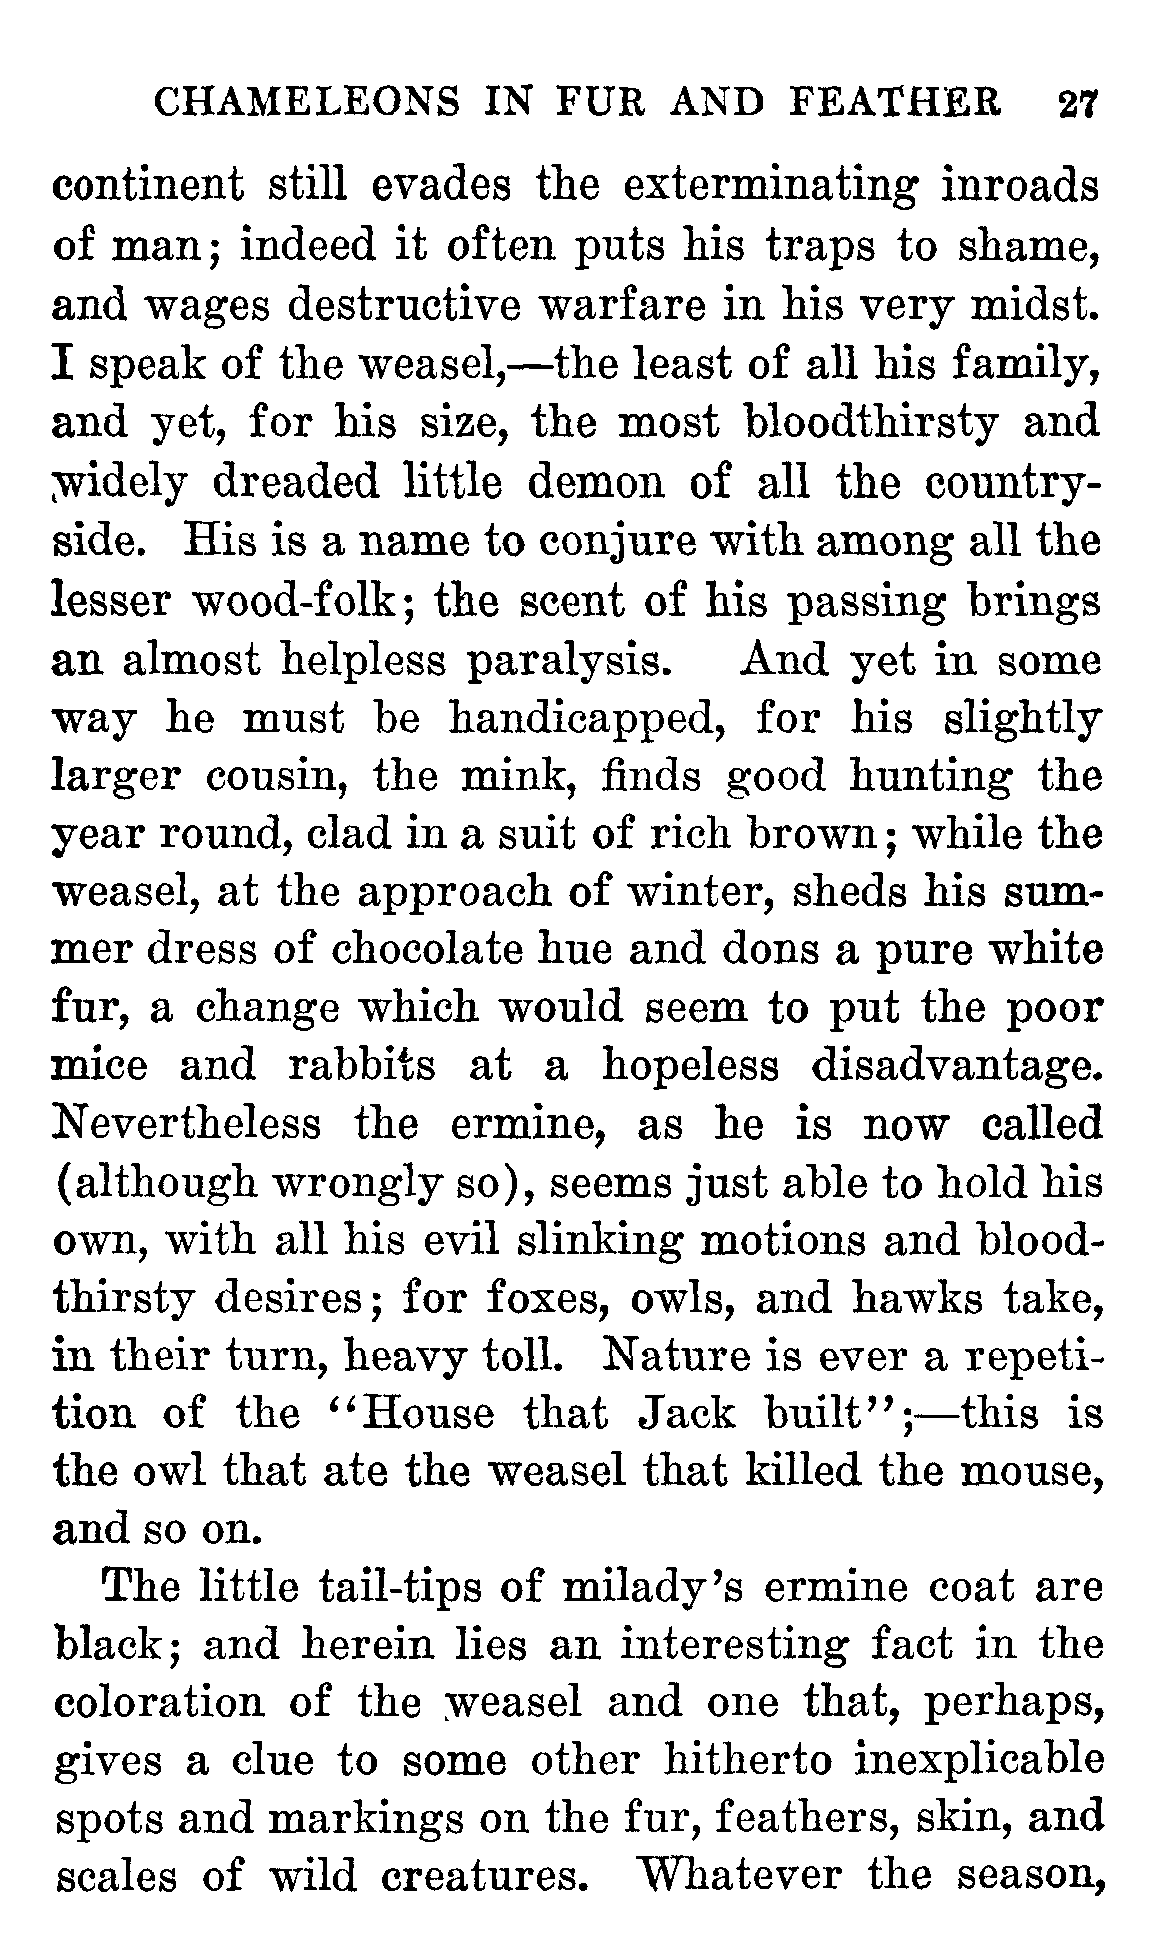 CHAMELEONS IN FUR AND FEATHER 27
continent still evades the exterminating inroads
of man; indeed it often puts his traps to shame,
and wages destructive warfare in his very midst.
I speak of the weasel,—the least of all his family,
and yet, for his size, the most bloodthirsty and
widely dreaded little demon of all the country-
side. His is a name to conjure with among all the
lesser wood-folk; the scent of his passing brings
an almost helpless paralysis. And yet in some
way he must be handicapped, for his slightly
larger cousin, the mink, finds good hunting the
year round, clad in a suit of rich brown; while the
weasel, at the approach of winter, sheds his sum-
mer dress of chocolate hue and dons a pure white
fur, a change which would seem to put the poor
mice and rabbits at a hopeless disadvantage.
Nevertheless the ermine, as he is now called
(although wrongly so), seems just able to hold his
own, with all his evil slinking motions and blood-
thirsty desires; for foxes, owls, and hawks take,
in their turn, heavy toll. Nature is ever a repeti-
tion of the “House that Jack built”;—this is
the owl that ate the weasel that killed the mouse,
and so on.
The little tail-tips of milady’s ermine coat are
black; and herein lies an interesting fact in the
coloration of the weasel and one that, perhaps,
gives a clue to some other hitherto inexplicable
spots and markings on the fur, feathers, skin, and
scales of wild creatures. Whatever the season,